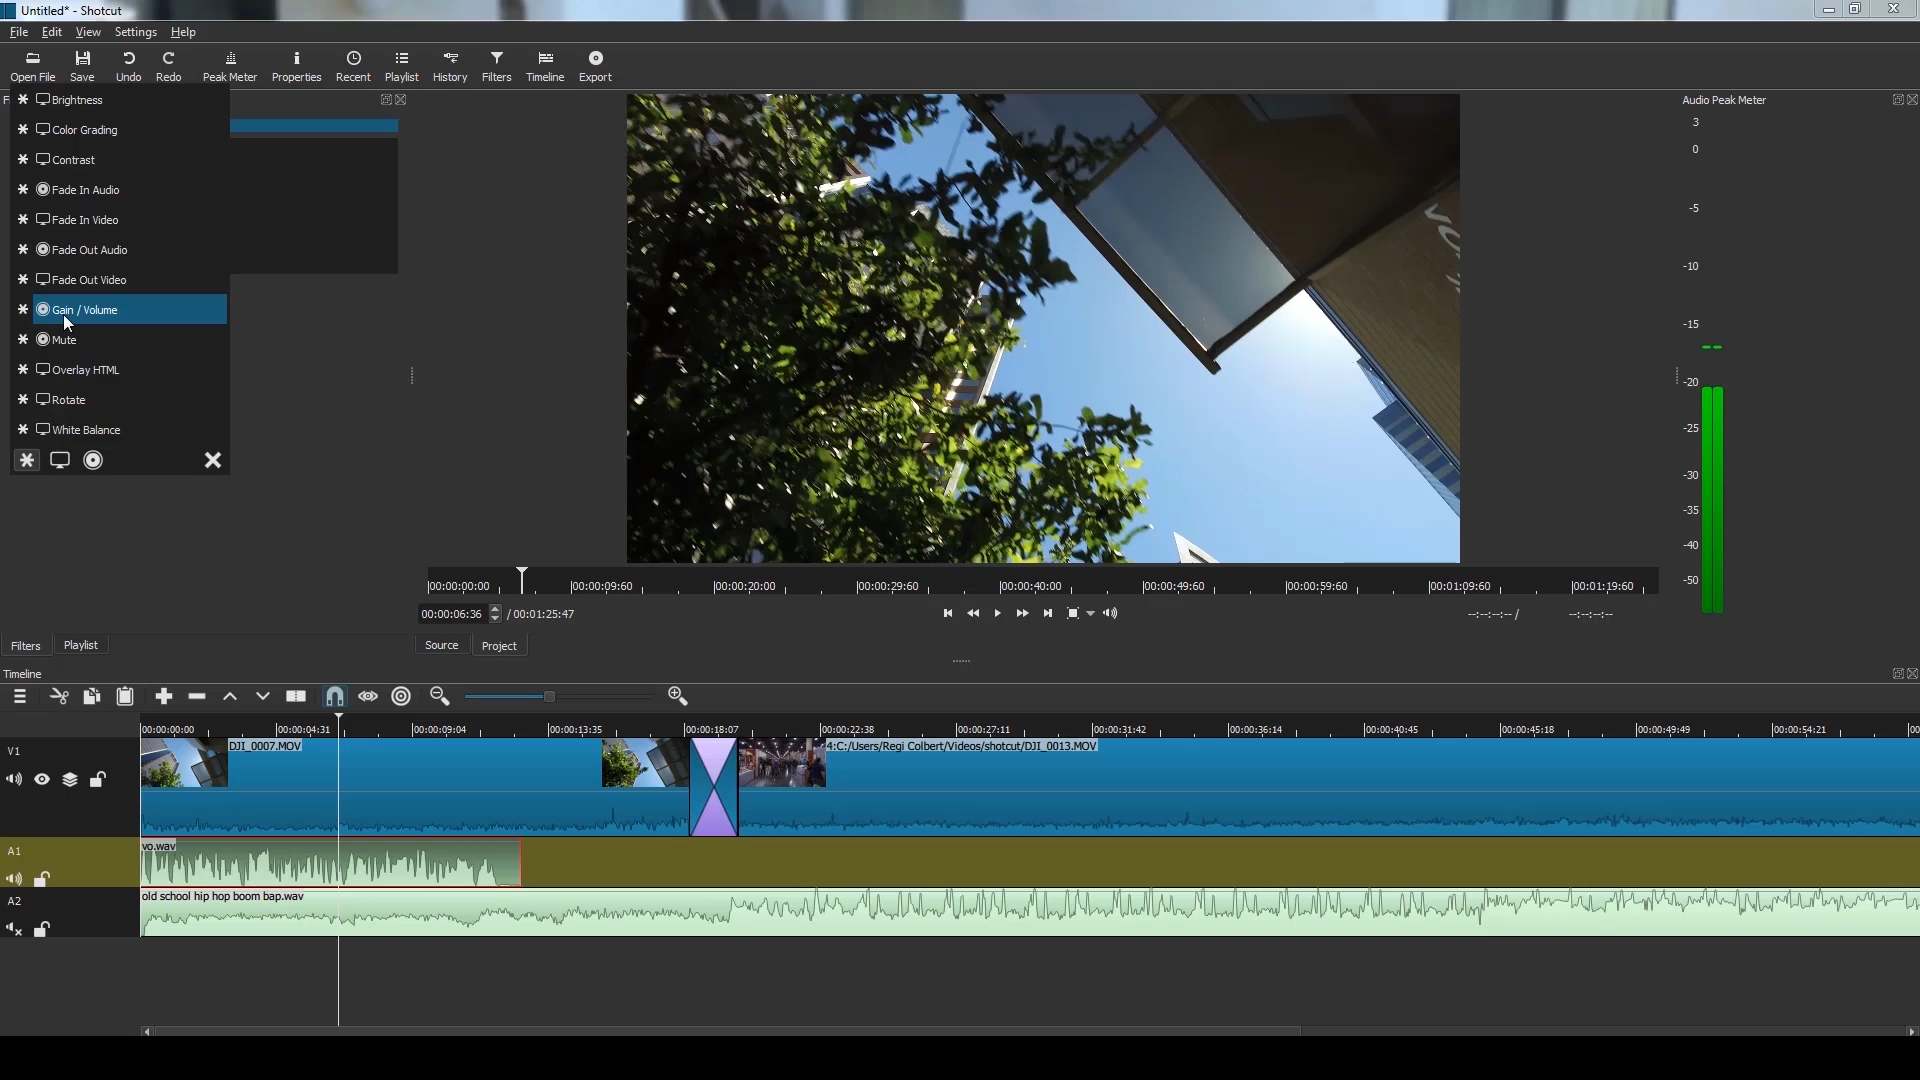 Untitled* - Shotcut
File Edit View Settings Help
Open File Save Undo Redo Peak Meter Properties Recent Playlist History Filters Timeline Export
Brightness
Color Grading
Contrast
Fade In Audio
Fade In Video
Fade Out Audio
Fade Out Video
Gain / Volume
Mute
Overlay HTML
Rotate
White Balance
Audio Peak Meter
3
0
-5
-10
-15
-20
-25
-30
-35
-40
-50
00:00:00:00 00:00:09:60 00:00:20:00 00:00:29:60 00:00:40:00 00:00:49:60 00:00:59:60 00:01:09:60 00:01:19:60
00:00:06:36 / 00:01:25:47 --:--:--:-- / --:--:--:--
Filters Playlist Source Project
Timeline
00:00:00:00 00:00:04:31 00:00:09:04 00:00:13:35 00:00:18:07 00:00:22:38 00:00:27:11 00:00:31:42 00:00:36:14 00:00:40:45 00:00:45:18 00:00:49:49 00:00:54:21
V1 DJI_0007.MOV 4:C:/Users/Regi Colbert/Videos/shotcut/DJI_0013.MOV
A1 vo.wav
A2 old school hip hop boom bap.wav